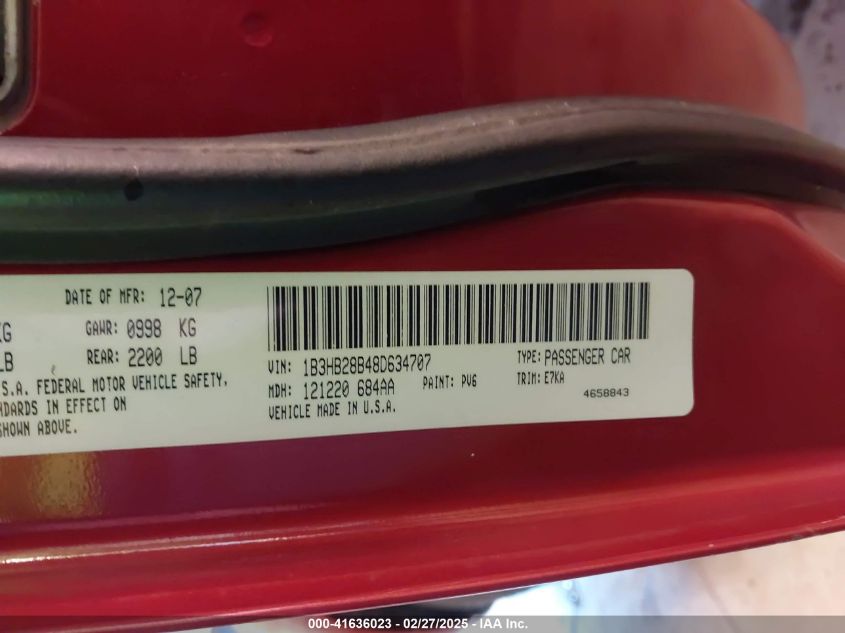 DATE OF MFR: 12-07
KG GAWR: 0998 KG
LB REAR: 2200 LB
S.A. FEDERAL MOTOR VEHICLE SAFETY,
NDARDS IN EFFECT ON
SHOWN ABOVE.
VIN: 1B3HB28B48D634707 TYPE: PASSENGER CAR
MDH: 121220 684AA PAINT: PV6 TRIM: E7KA
VEHICLE MADE IN U.S.A. 4658843
000-41636023 - 02/27/2025 - IAA Inc.